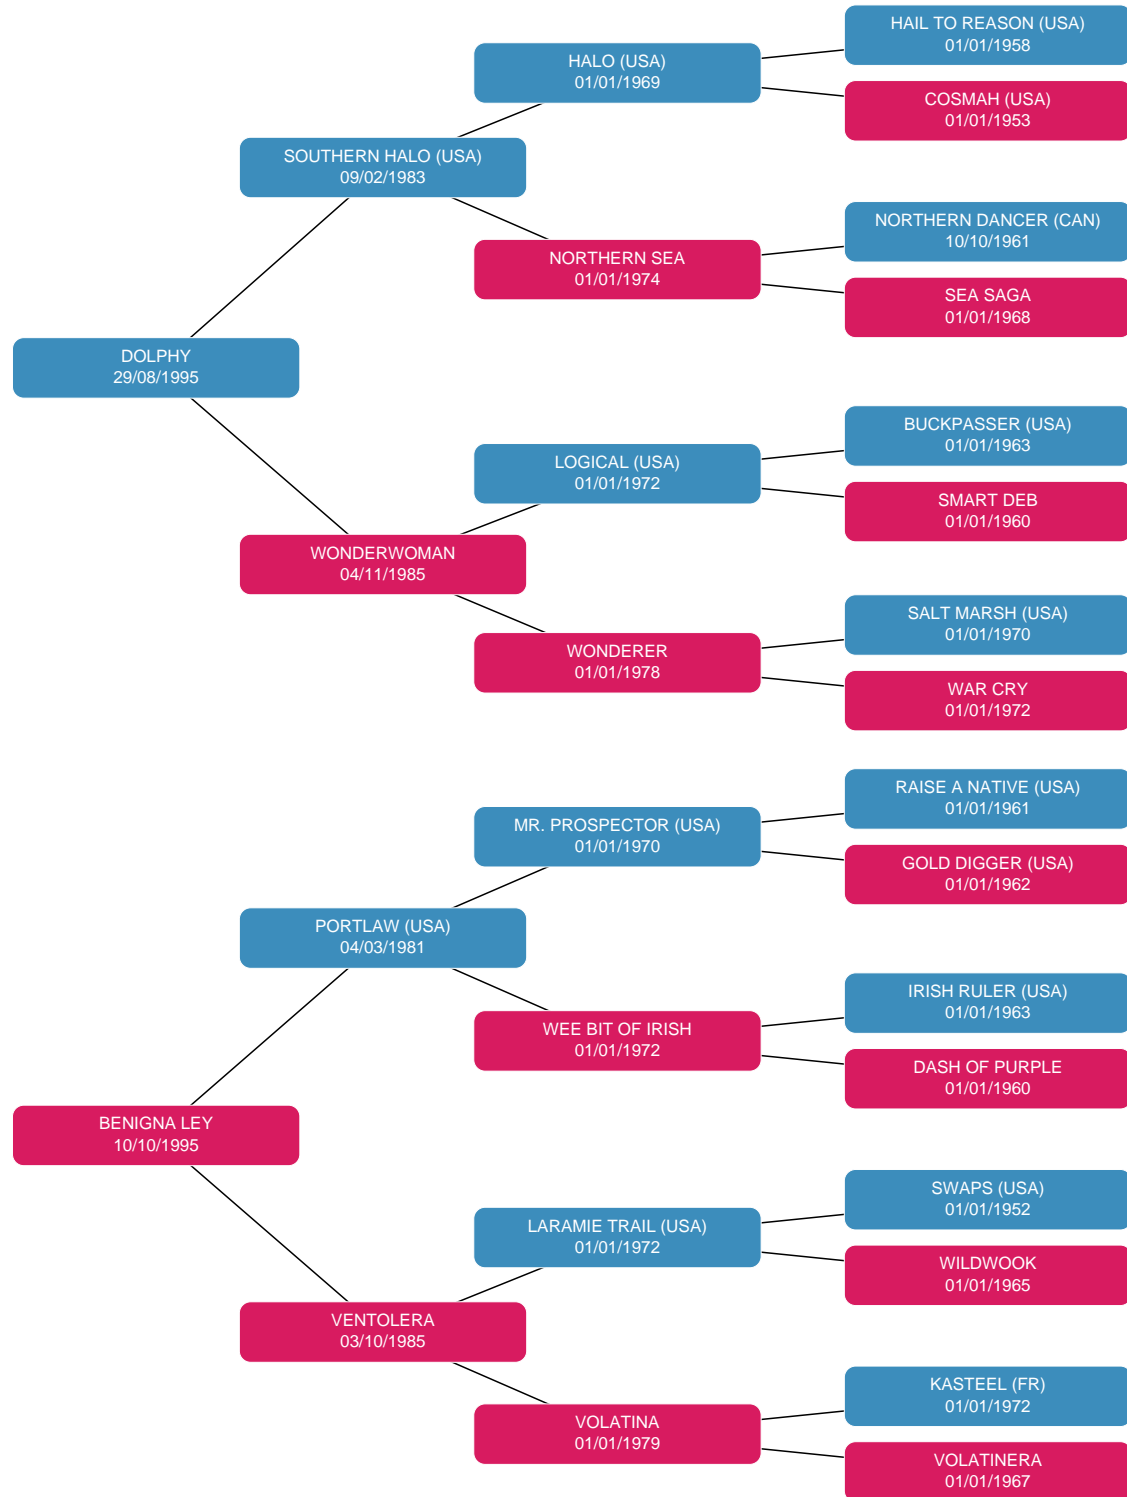 HAIL TO REASON (USA)
01/01/1958
HALO (USA)
01/01/1969
COSMAH (USA)
01/01/1953
SOUTHERN HALO (USA)
09/02/1983
NORTHERN DANCER (CAN)
10/10/1961
NORTHERN SEA
01/01/1974
SEA SAGA
01/01/1968
DOLPHY
29/08/1995
BUCKPASSER (USA)
01/01/1963
LOGICAL (USA)
01/01/1972
SMART DEB
01/01/1960
WONDERWOMAN
04/11/1985
SALT MARSH (USA)
01/01/1970
WONDERER
01/01/1978
WAR CRY
01/01/1972
RAISE A NATIVE (USA)
01/01/1961
MR. PROSPECTOR (USA)
01/01/1970
GOLD DIGGER (USA)
01/01/1962
PORTLAW (USA)
04/03/1981
IRISH RULER (USA)
01/01/1963
WEE BIT OF IRISH
01/01/1972
DASH OF PURPLE
01/01/1960
BENIGNA LEY
10/10/1995
SWAPS (USA)
01/01/1952
LARAMIE TRAIL (USA)
01/01/1972
WILDWOOK
01/01/1965
VENTOLERA
03/10/1985
KASTEEL (FR)
01/01/1972
VOLATINA
01/01/1979
VOLATINERA
01/01/1967